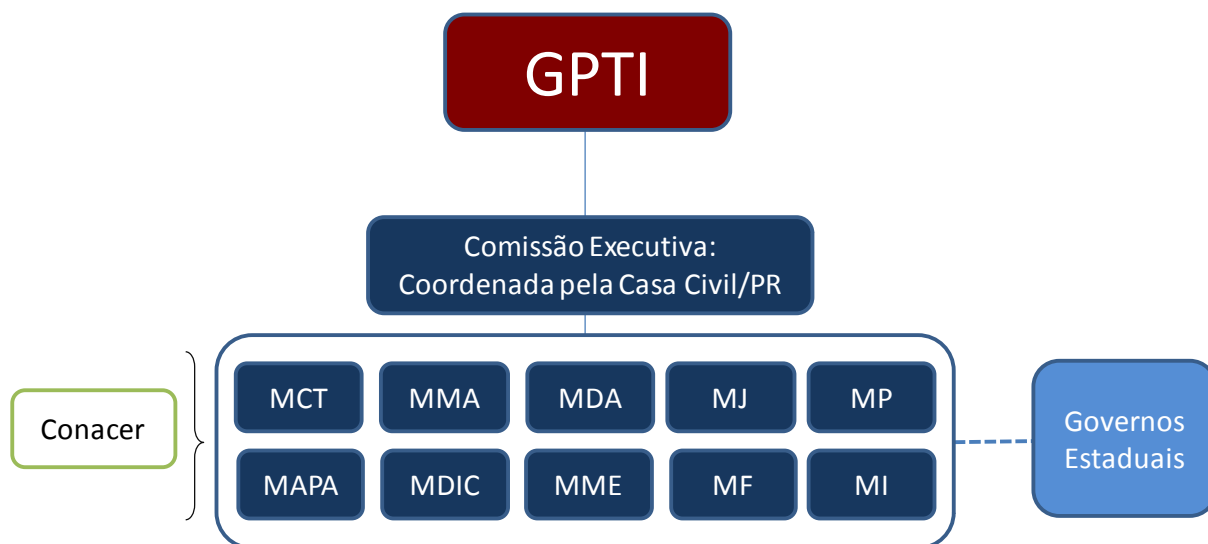 GPTI
Comissão Executiva:
Coordenada pela Casa Civil/PR
MCT
MMA
MDA
MJ
MP
Conacer
Governos
Estaduais
MAPA
MDIC
MME
MF
MI